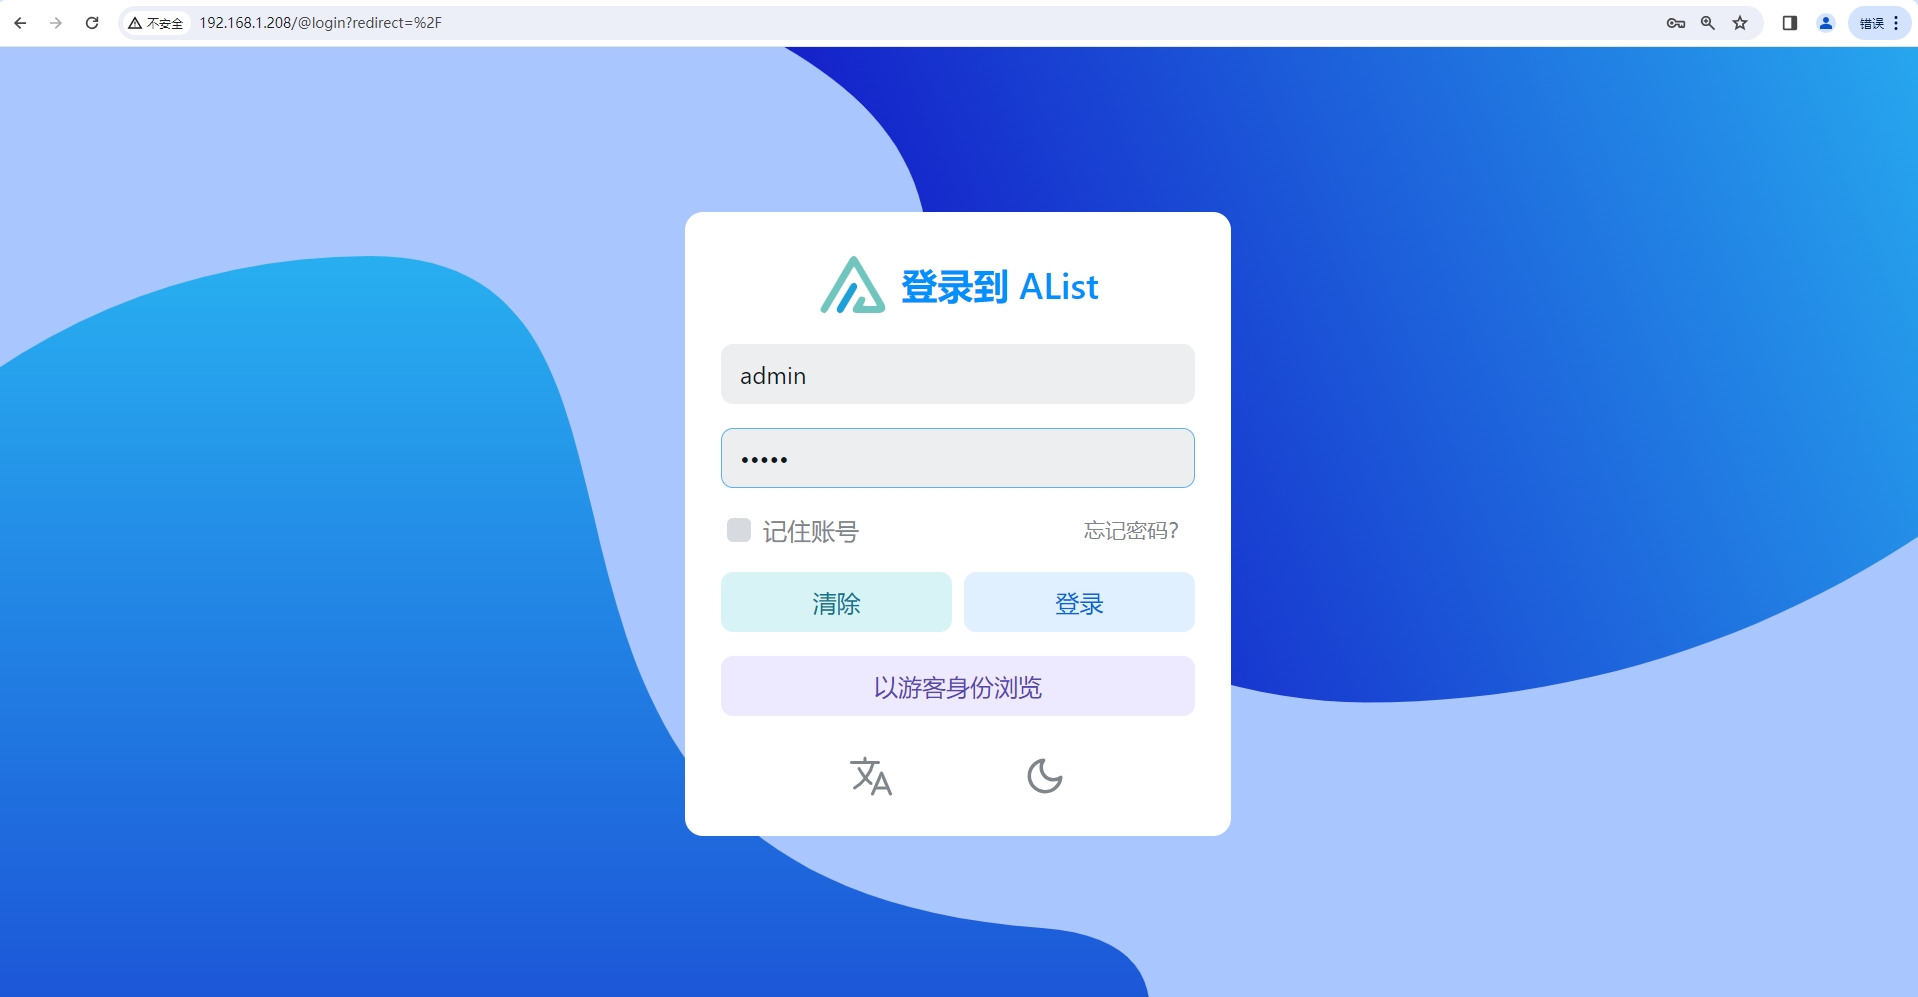 不安全 192.168.1.208/@login?redirect=%2F 错误
登录到 AList
admin
•••••
记住账号 忘记密码?
清除 登录
以游客身份浏览